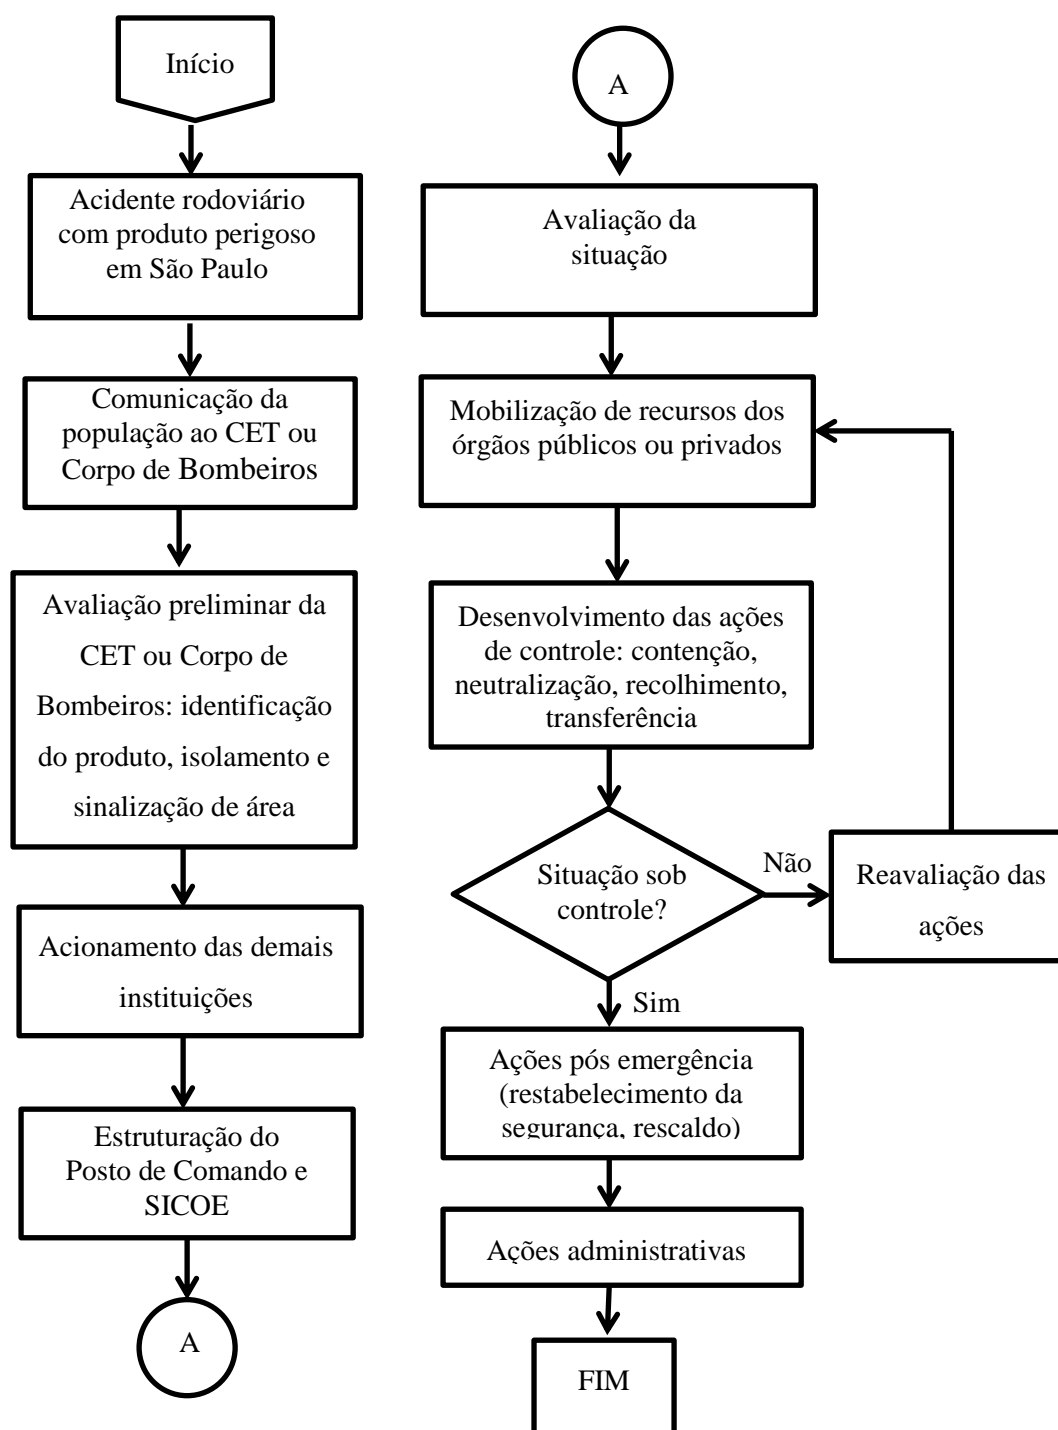 Início
Acidente rodoviário
com produto perigoso
em São Paulo
Comunicação da
população ao CET ou
Corpo de Bombeiros
Avaliação preliminar da
CET ou Corpo de
Bombeiros: identificação
do produto, isolamento e
sinalização de área
Acionamento das demais
instituições
Estruturação do
Posto de Comando e
SICOE
A
A
Avaliação da
situação
Mobilização de recursos dos
órgãos públicos ou privados
Desenvolvimento das ações
de controle: contenção,
neutralização, recolhimento,
transferência
Situação sob
controle?
Não
Reavaliação das
ações
Sim
Ações pós emergência
(restabelecimento da
segurança, rescaldo)
Ações administrativas
FIM